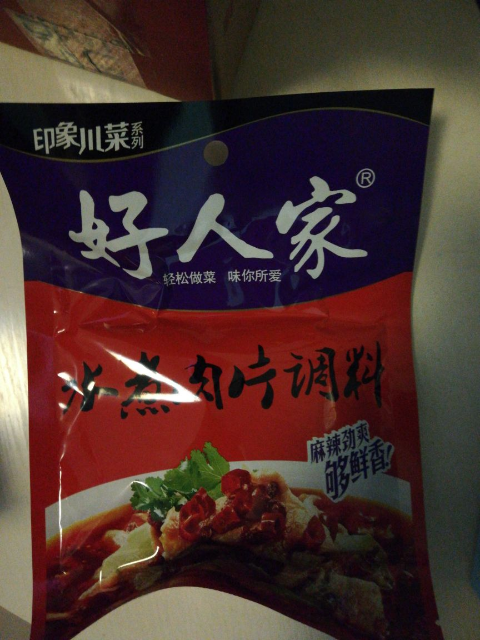 印象川菜系列
好人家®
轻松做菜 味你所爱
水煮肉片调料
麻辣劲爽
够鲜香!